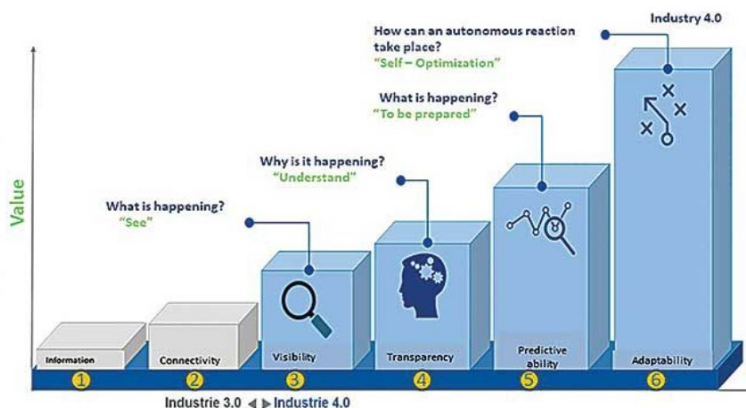 Industry 4.0
How can an autonomous reaction
take place?
“Self – Optimization”
What is happening?
“To be prepared”
Why is it happening?
“Understand”
What is happening?
“See”
Value
Information
Connectivity
Visibility
Transparency
Predictive
ability
Adaptability
1
2
3
4
5
6
Industrie 3.0 ◀ ▶ Industrie 4.0